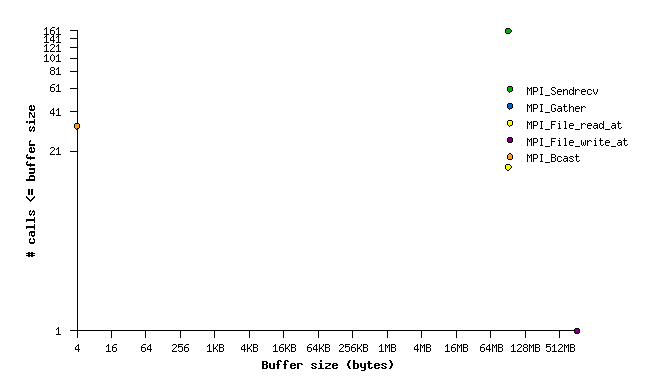 161
141
121
101
81
61
41
21
1
# calls <= buffer size
MPI_Sendrecv
MPI_Gather
MPI_File_read_at
MPI_File_write_at
MPI_Bcast
4 16 64 256 1KB 4KB 16KB 64KB 256KB 1MB 4MB 16MB 64MB 128MB 512MB
Buffer size (bytes)